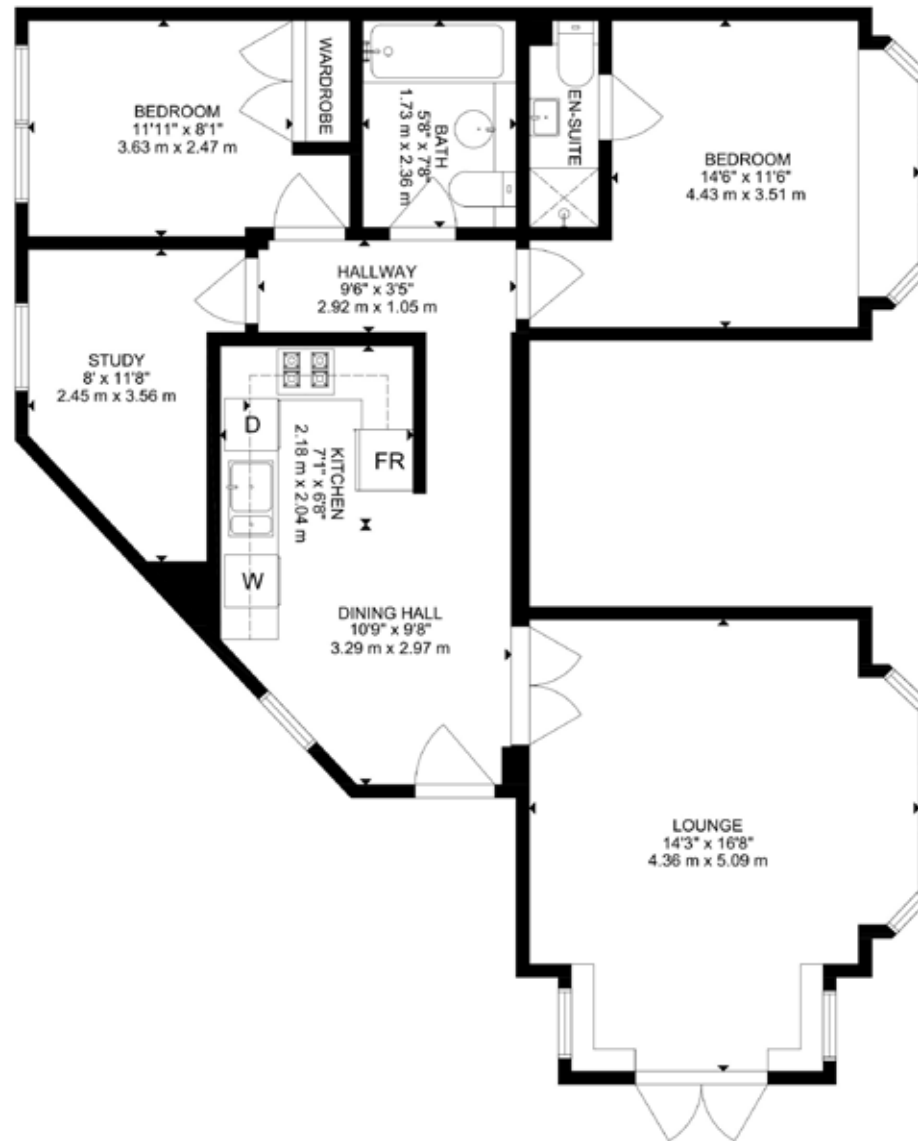 BEDROOM
11'11" x 8'1"
3.63 m x 2.47 m
WARDROBE
BATH
5'8" x 7'8"
1.73 m x 2.36 m
EN-SUITE
BEDROOM
14'6" x 11'6"
4.43 m x 3.51 m
HALLWAY
9'6" x 3'5"
2.92 m x 1.05 m
STUDY
8' x 11'8"
2.45 m x 3.56 m
D
FR
KITCHEN
7'1" x 6'8"
2.18 m x 2.04 m
W
DINING HALL
10'9" x 9'8"
3.29 m x 2.97 m
LOUNGE
14'3" x 16'8"
4.36 m x 5.09 m